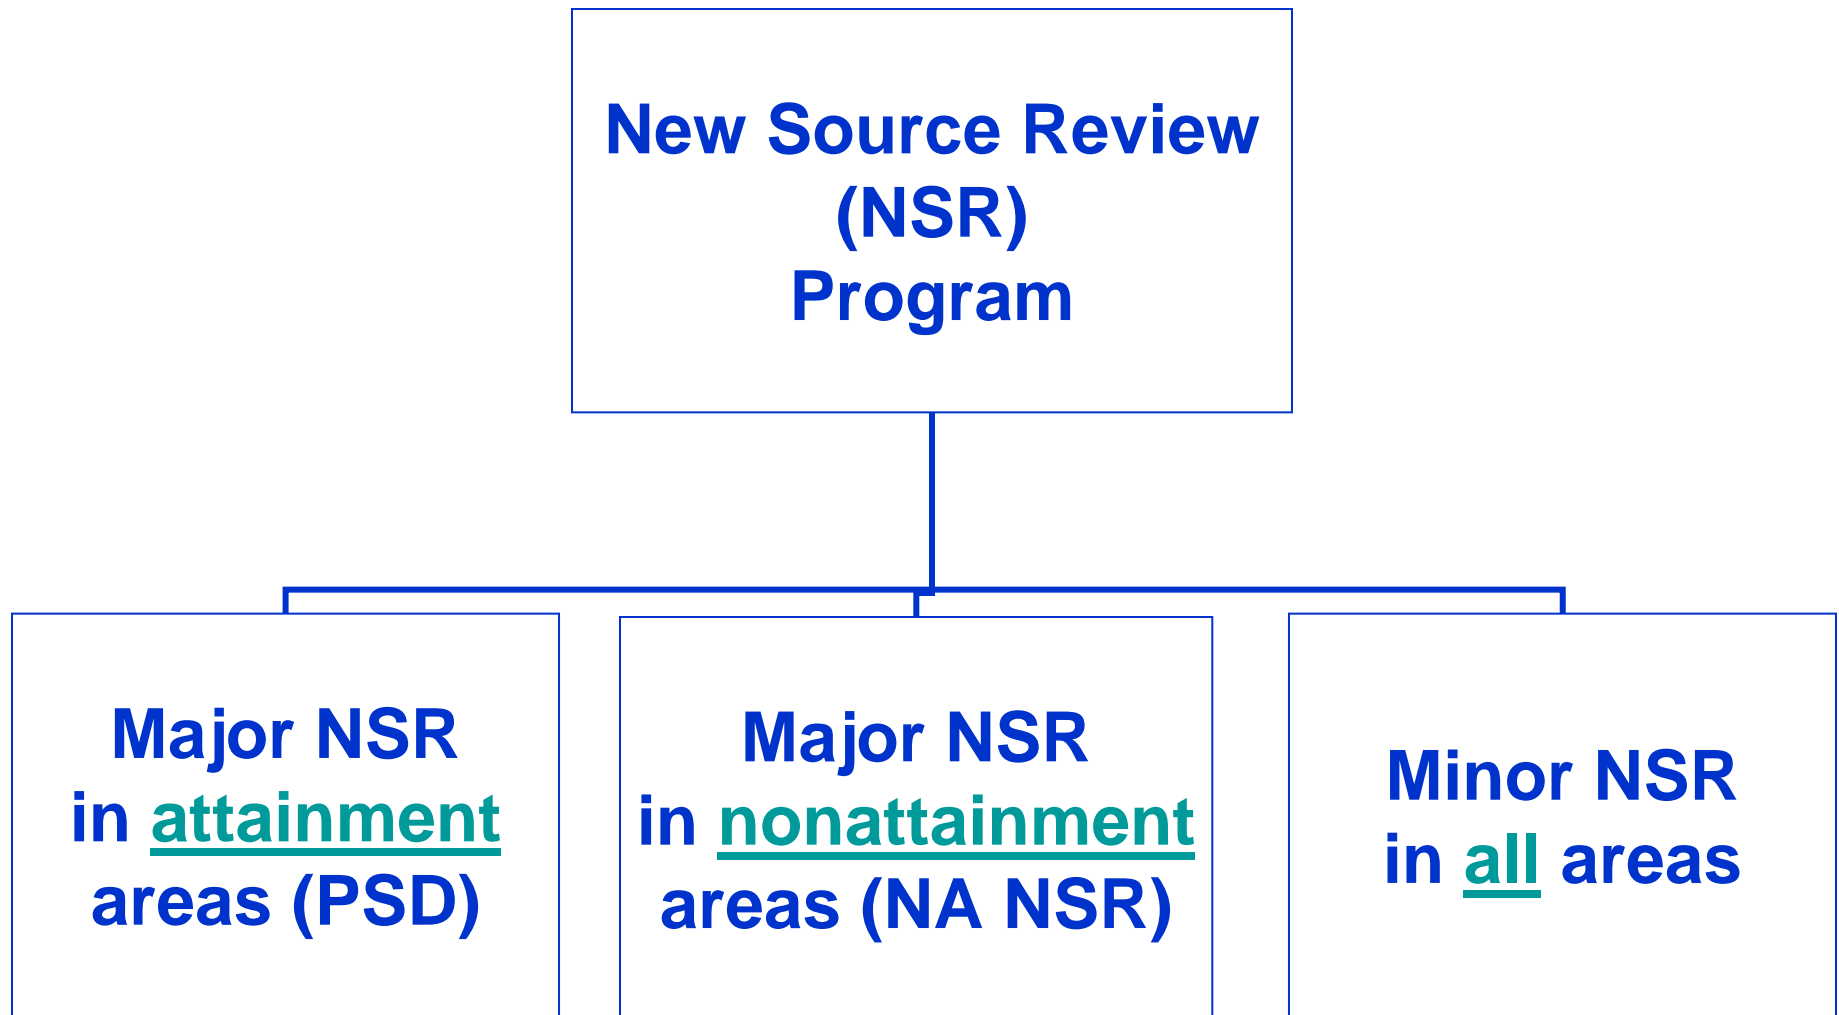 New Source Review
(NSR)
Program
Major NSR
in attainment
areas (PSD)
Major NSR
in nonattainment
areas (NA NSR)
Minor NSR
in all areas